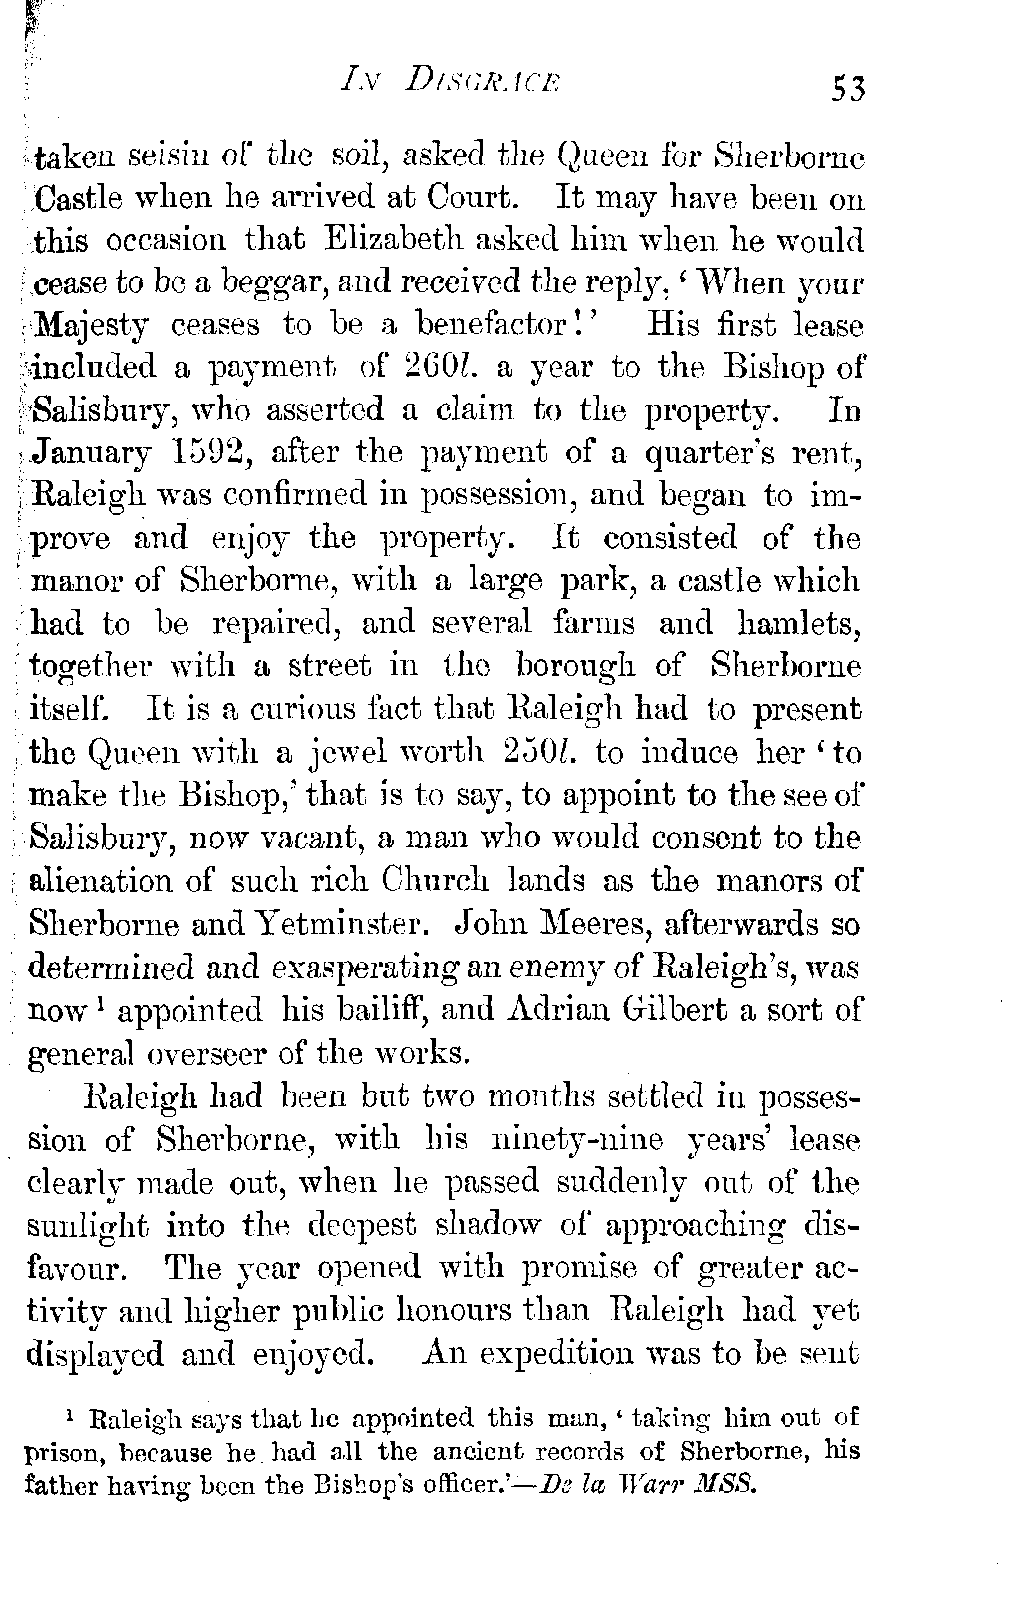 IN DISGRACE 53
taken seisin of the soil, asked the Queen for Sherborne
Castle when he arrived at Court. It may have been on
this occasion that Elizabeth asked him when he would
cease to be a beggar, and received the reply, ‘ When your
Majesty ceases to be a benefactor! ’ His first lease
included a payment of 260l. a year to the Bishop of
Salisbury, who asserted a claim to the property. In
January 1592, after the payment of a quarter's rent,
Raleigh was confirmed in possession, and began to im-
prove and enjoy the property. It consisted of the
manor of Sherborne, with a large park, a castle which
had to be repaired, and several farms and hamlets,
together with a street in the borough of Sherborne
itself. It is a curious fact that Raleigh had to present
the Queen with a jewel worth 250l. to induce her ‘ to
make the Bishop,’ that is to say, to appoint to the see of
Salisbury, now vacant, a man who would consent to the
alienation of such rich Church lands as the manors of
Sherborne and Yetminster. John Meeres, afterwards so
determined and exasperating an enemy of Raleigh's, was
now ¹ appointed his bailiff, and Adrian Gilbert a sort of
general overseer of the works.
Raleigh had been but two months settled in posses-
sion of Sherborne, with his ninety-nine years' lease
clearly made out, when he passed suddenly out of the
sunlight into the deepest shadow of approaching dis-
favour. The year opened with promise of greater ac-
tivity and higher public honours than Raleigh had yet
displayed and enjoyed. An expedition was to be sent
¹ Raleigh says that he appointed this man, ‘ taking him out of
prison, because he had all the ancient records of Sherborne, his
father having been the Bishop's officer.’—De la Warr MSS.